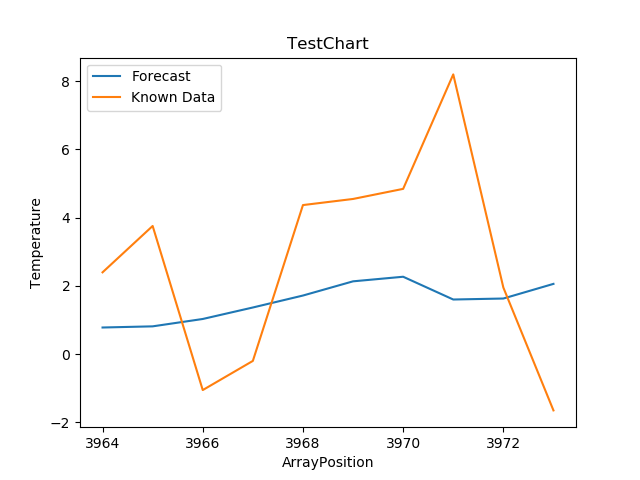 TestChart
Forecast
Known Data
8
6
4
2
0
−2
Temperature
3964 3966 3968 3970 3972
ArrayPosition